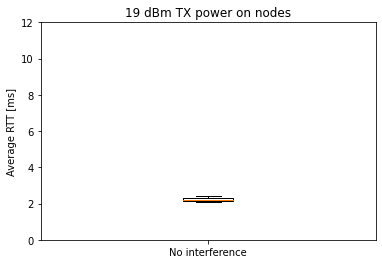 19 dBm TX power on nodes
Average RTT [ms]
12
10
8
6
4
2
0
No interference